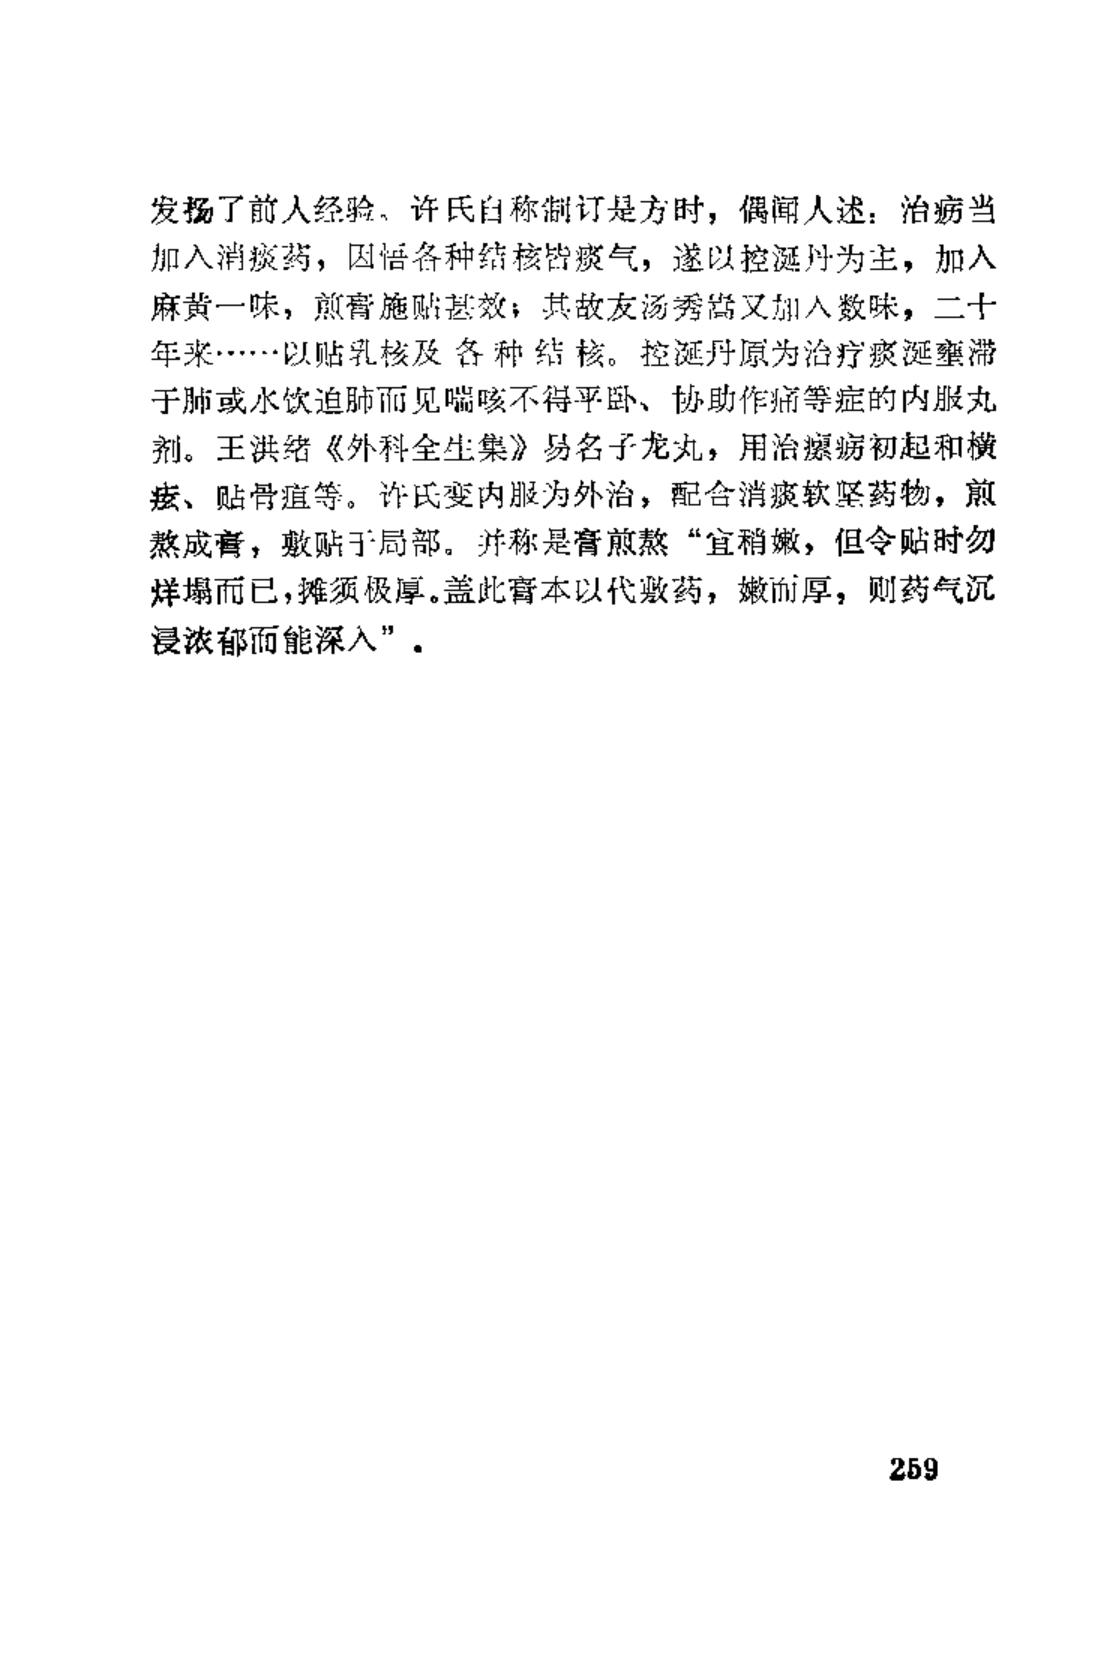 发扬了前人经验。许氏自称制订是方时，偶闻人述：治疬当
加入消痰药，因悟各种结核皆痰气，遂以控涎丹为主，加入
麻黄一味，煎膏施贴甚效；其故友汤秀嵩又加入数味，二十
年来……以贴乳核及各种结核。控涎丹原为治疗痰涎壅滞
于肺或水饮迫肺而见喘咳不得平卧、协助作痛等症的内服丸
剂。王洪绪《外科全生集》易名子龙丸，用治瘰疬初起和横
痃、贴骨疽等。许氏变内服为外治，配合消痰软坚药物，煎
熬成膏，敷贴于局部。并称是膏煎熬“宜稍嫩，但令贴时勿
烊塌而已，摊须极厚。盖此膏本以代敷药，嫩而厚，则药气沉
浸浓郁而能深入”．
259